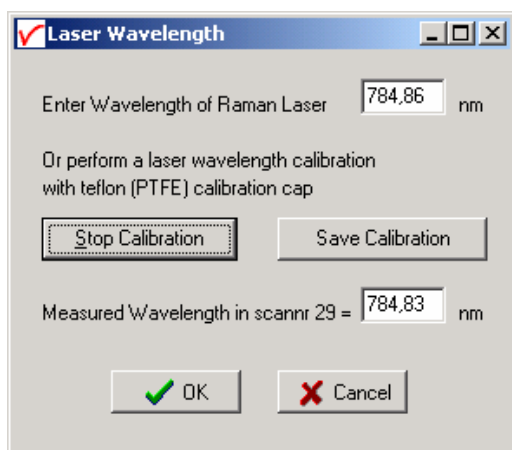 Laser Wavelength
Enter Wavelength of Raman Laser 784,86 nm
Or perform a laser wavelength calibration
with teflon (PTFE) calibration cap
Stop Calibration Save Calibration
Measured Wavelength in scannr 29 = 784,83 nm
OK Cancel